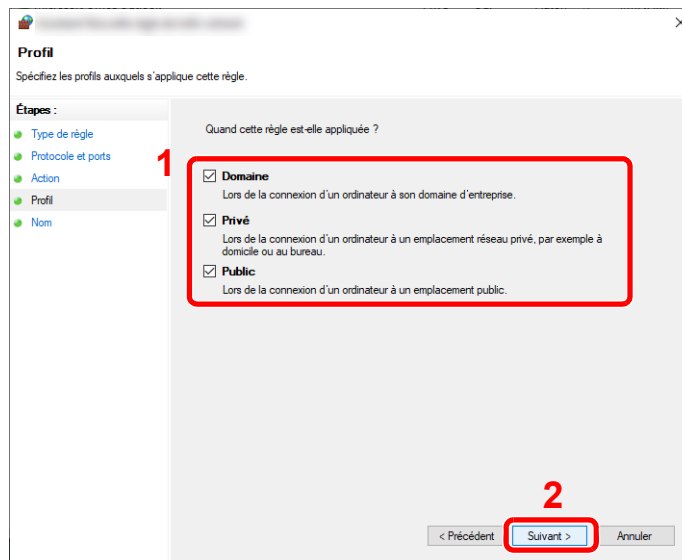 Profil
Spécifiez les profils auxquels s'applique cette règle.
Étapes :
Type de règle
Protocole et ports
Action
Profil
Nom
Quand cette règle est-elle appliquée ?
1
Domaine
Lors de la connexion d'un ordinateur à son domaine d'entreprise.
Privé
Lors de la connexion d'un ordinateur à un emplacement réseau privé, par exemple à
domicile ou au bureau.
Public
Lors de la connexion d'un ordinateur à un emplacement public.
2
< Précédent
Suivant >
Annuler